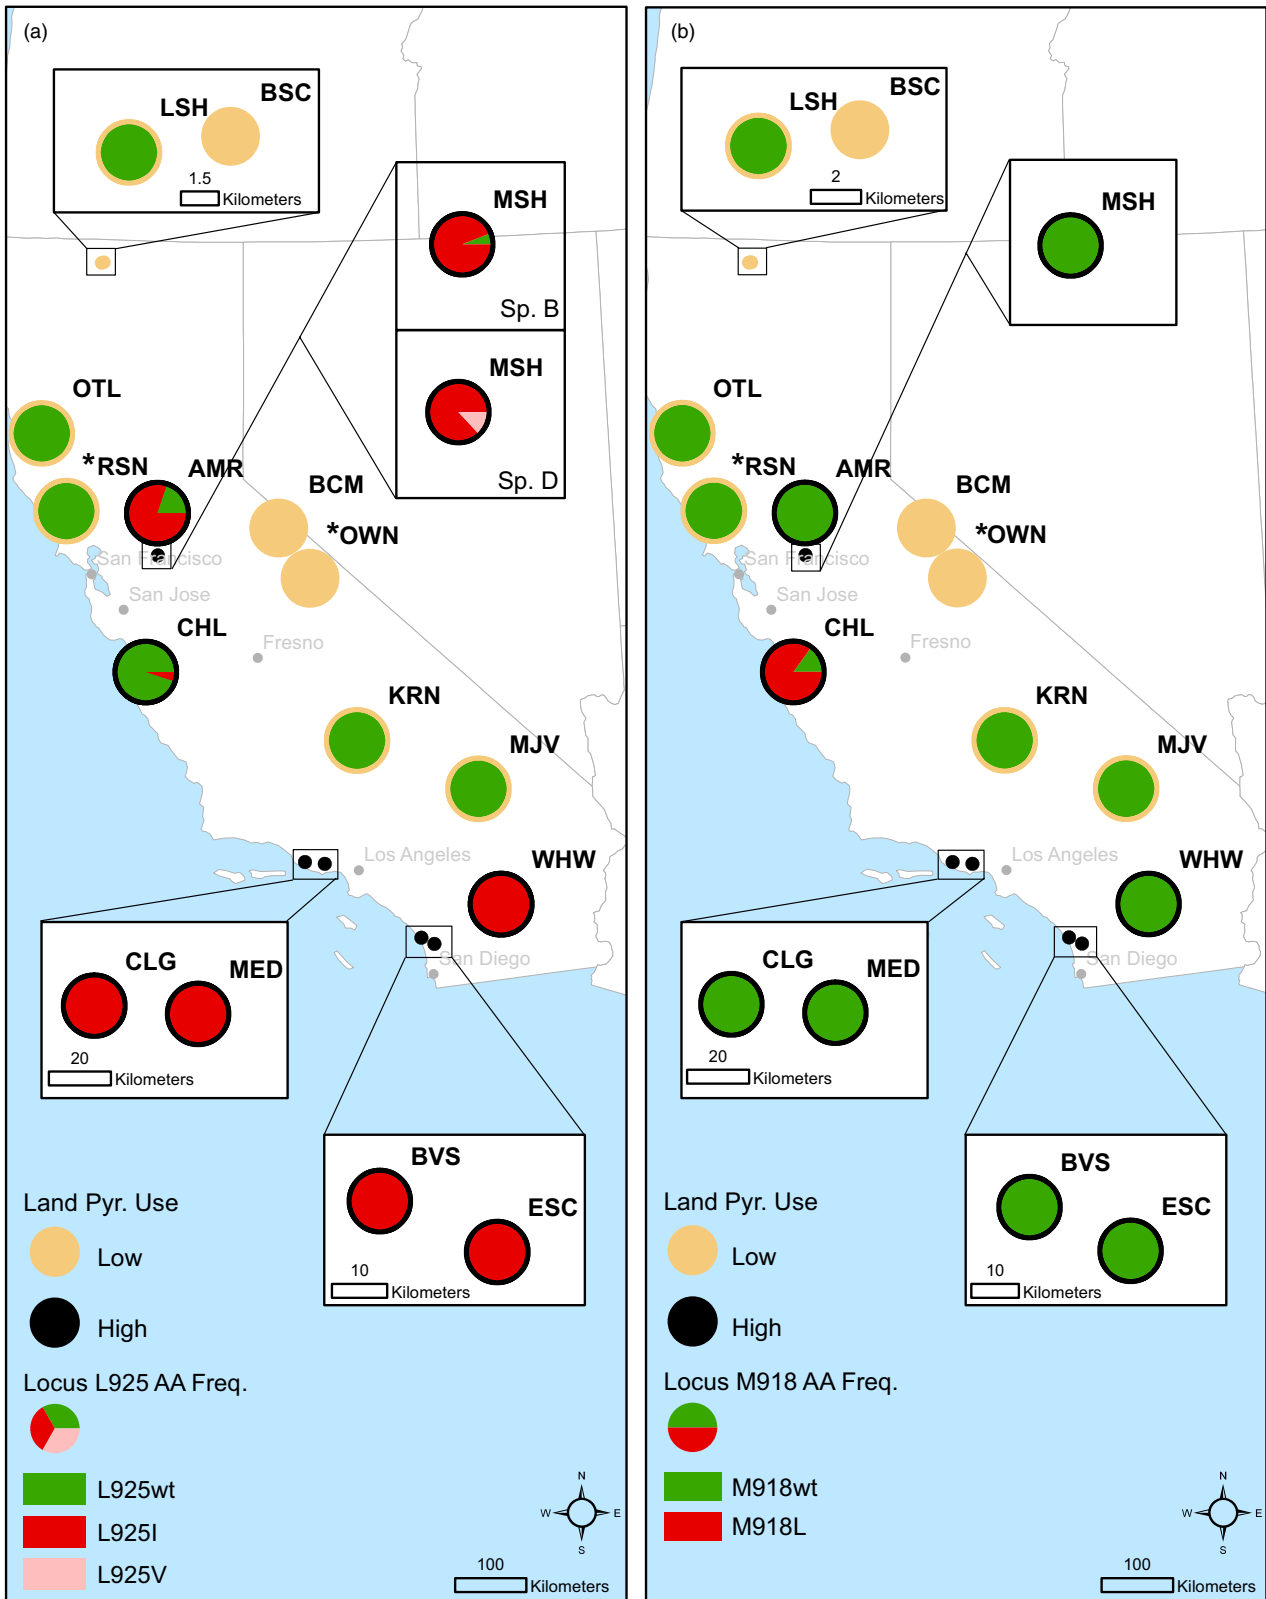 (a)
LSH
BSC
1.5
Kilometers
MSH
Sp. B
MSH
Sp. D
OTL
*RSN
AMR
BCM
*OWN
San Francisco
San Jose
CHL
Fresno
KRN
MJV
Los Angeles
WHW
San Diego
CLG
MED
20
Kilometers
BVS
ESC
10
Kilometers
Land Pyr. Use
Low
High
Locus L925 AA Freq.
L925wt
L925I
L925V
N
W
E
S
100
Kilometers
(b)
LSH
BSC
2
Kilometers
MSH
OTL
*RSN
AMR
BCM
*OWN
San Francisco
San Jose
CHL
Fresno
KRN
MJV
Los Angeles
WHW
San Diego
CLG
MED
20
Kilometers
BVS
ESC
10
Kilometers
Land Pyr. Use
Low
High
Locus M918 AA Freq.
M918wt
M918L
N
W
E
S
100
Kilometers